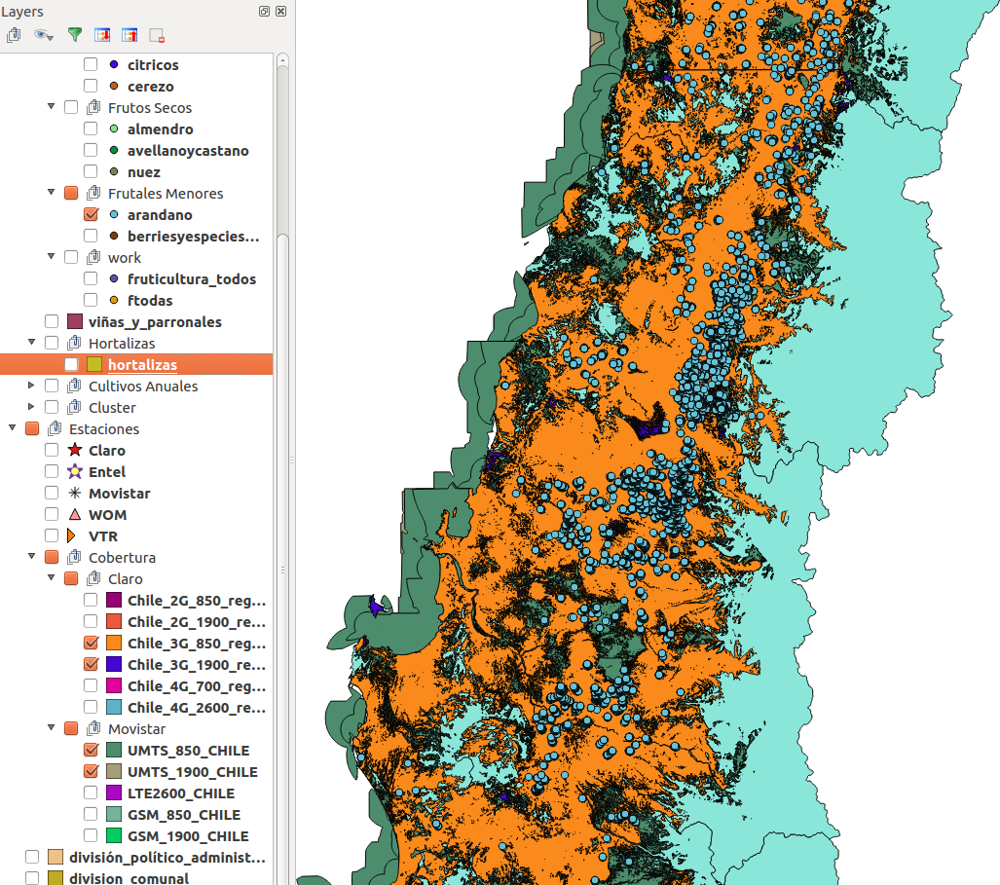 Layers
citricos
cerezo
Frutos Secos
almendro
avellanoycastano
nuez
Frutales Menores
arandano
berriesyespecies...
work
fruticultura_todos
ftodas
viñas_y_parronales
Hortalizas
hortalizas
Cultivos Anuales
Cluster
Estaciones
Claro
Entel
Movistar
WOM
VTR
Cobertura
Claro
Chile_2G_850_reg...
Chile_2G_1900_re...
Chile_3G_850_reg...
Chile_3G_1900_re...
Chile_4G_700_reg...
Chile_4G_2600_re...
Movistar
UMTS_850_CHILE
UMTS_1900_CHILE
LTE2600_CHILE
GSM_850_CHILE
GSM_1900_CHILE
división_político_administ...
division_comunal